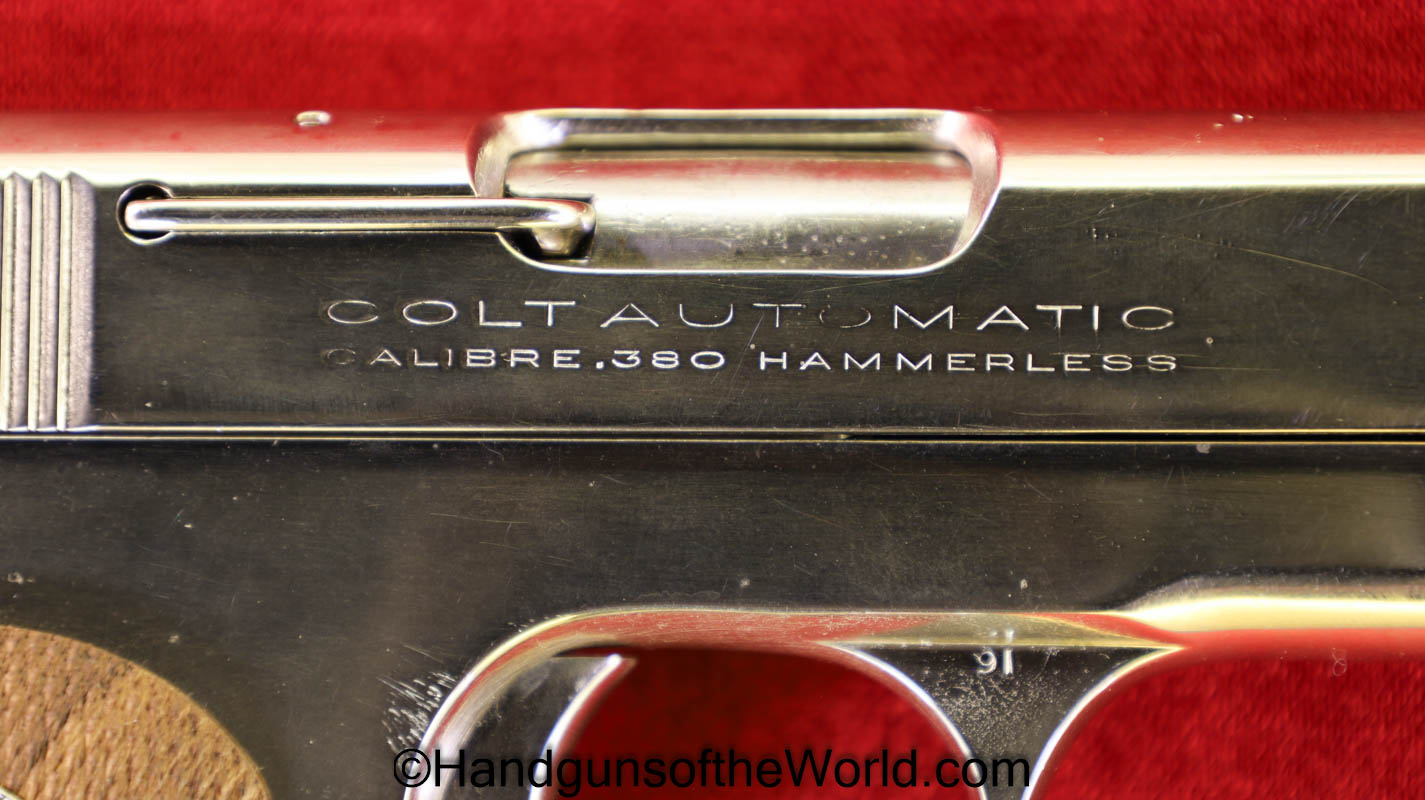 COLT AUTOMATIC
CALIBRE .380 HAMMERLESS
91
©HandgunsoftheWorld.com